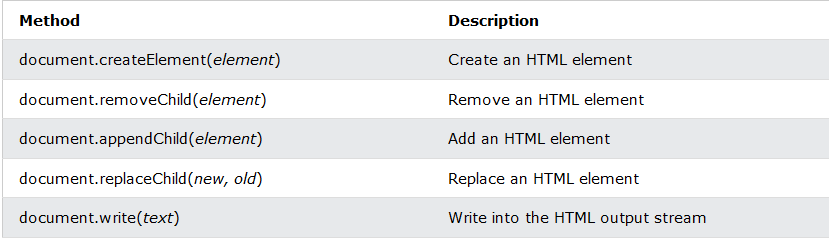 Method Description
document.createElement(element) Create an HTML element
document.removeChild(element) Remove an HTML element
document.appendChild(element) Add an HTML element
document.replaceChild(new, old) Replace an HTML element
document.write(text) Write into the HTML output stream